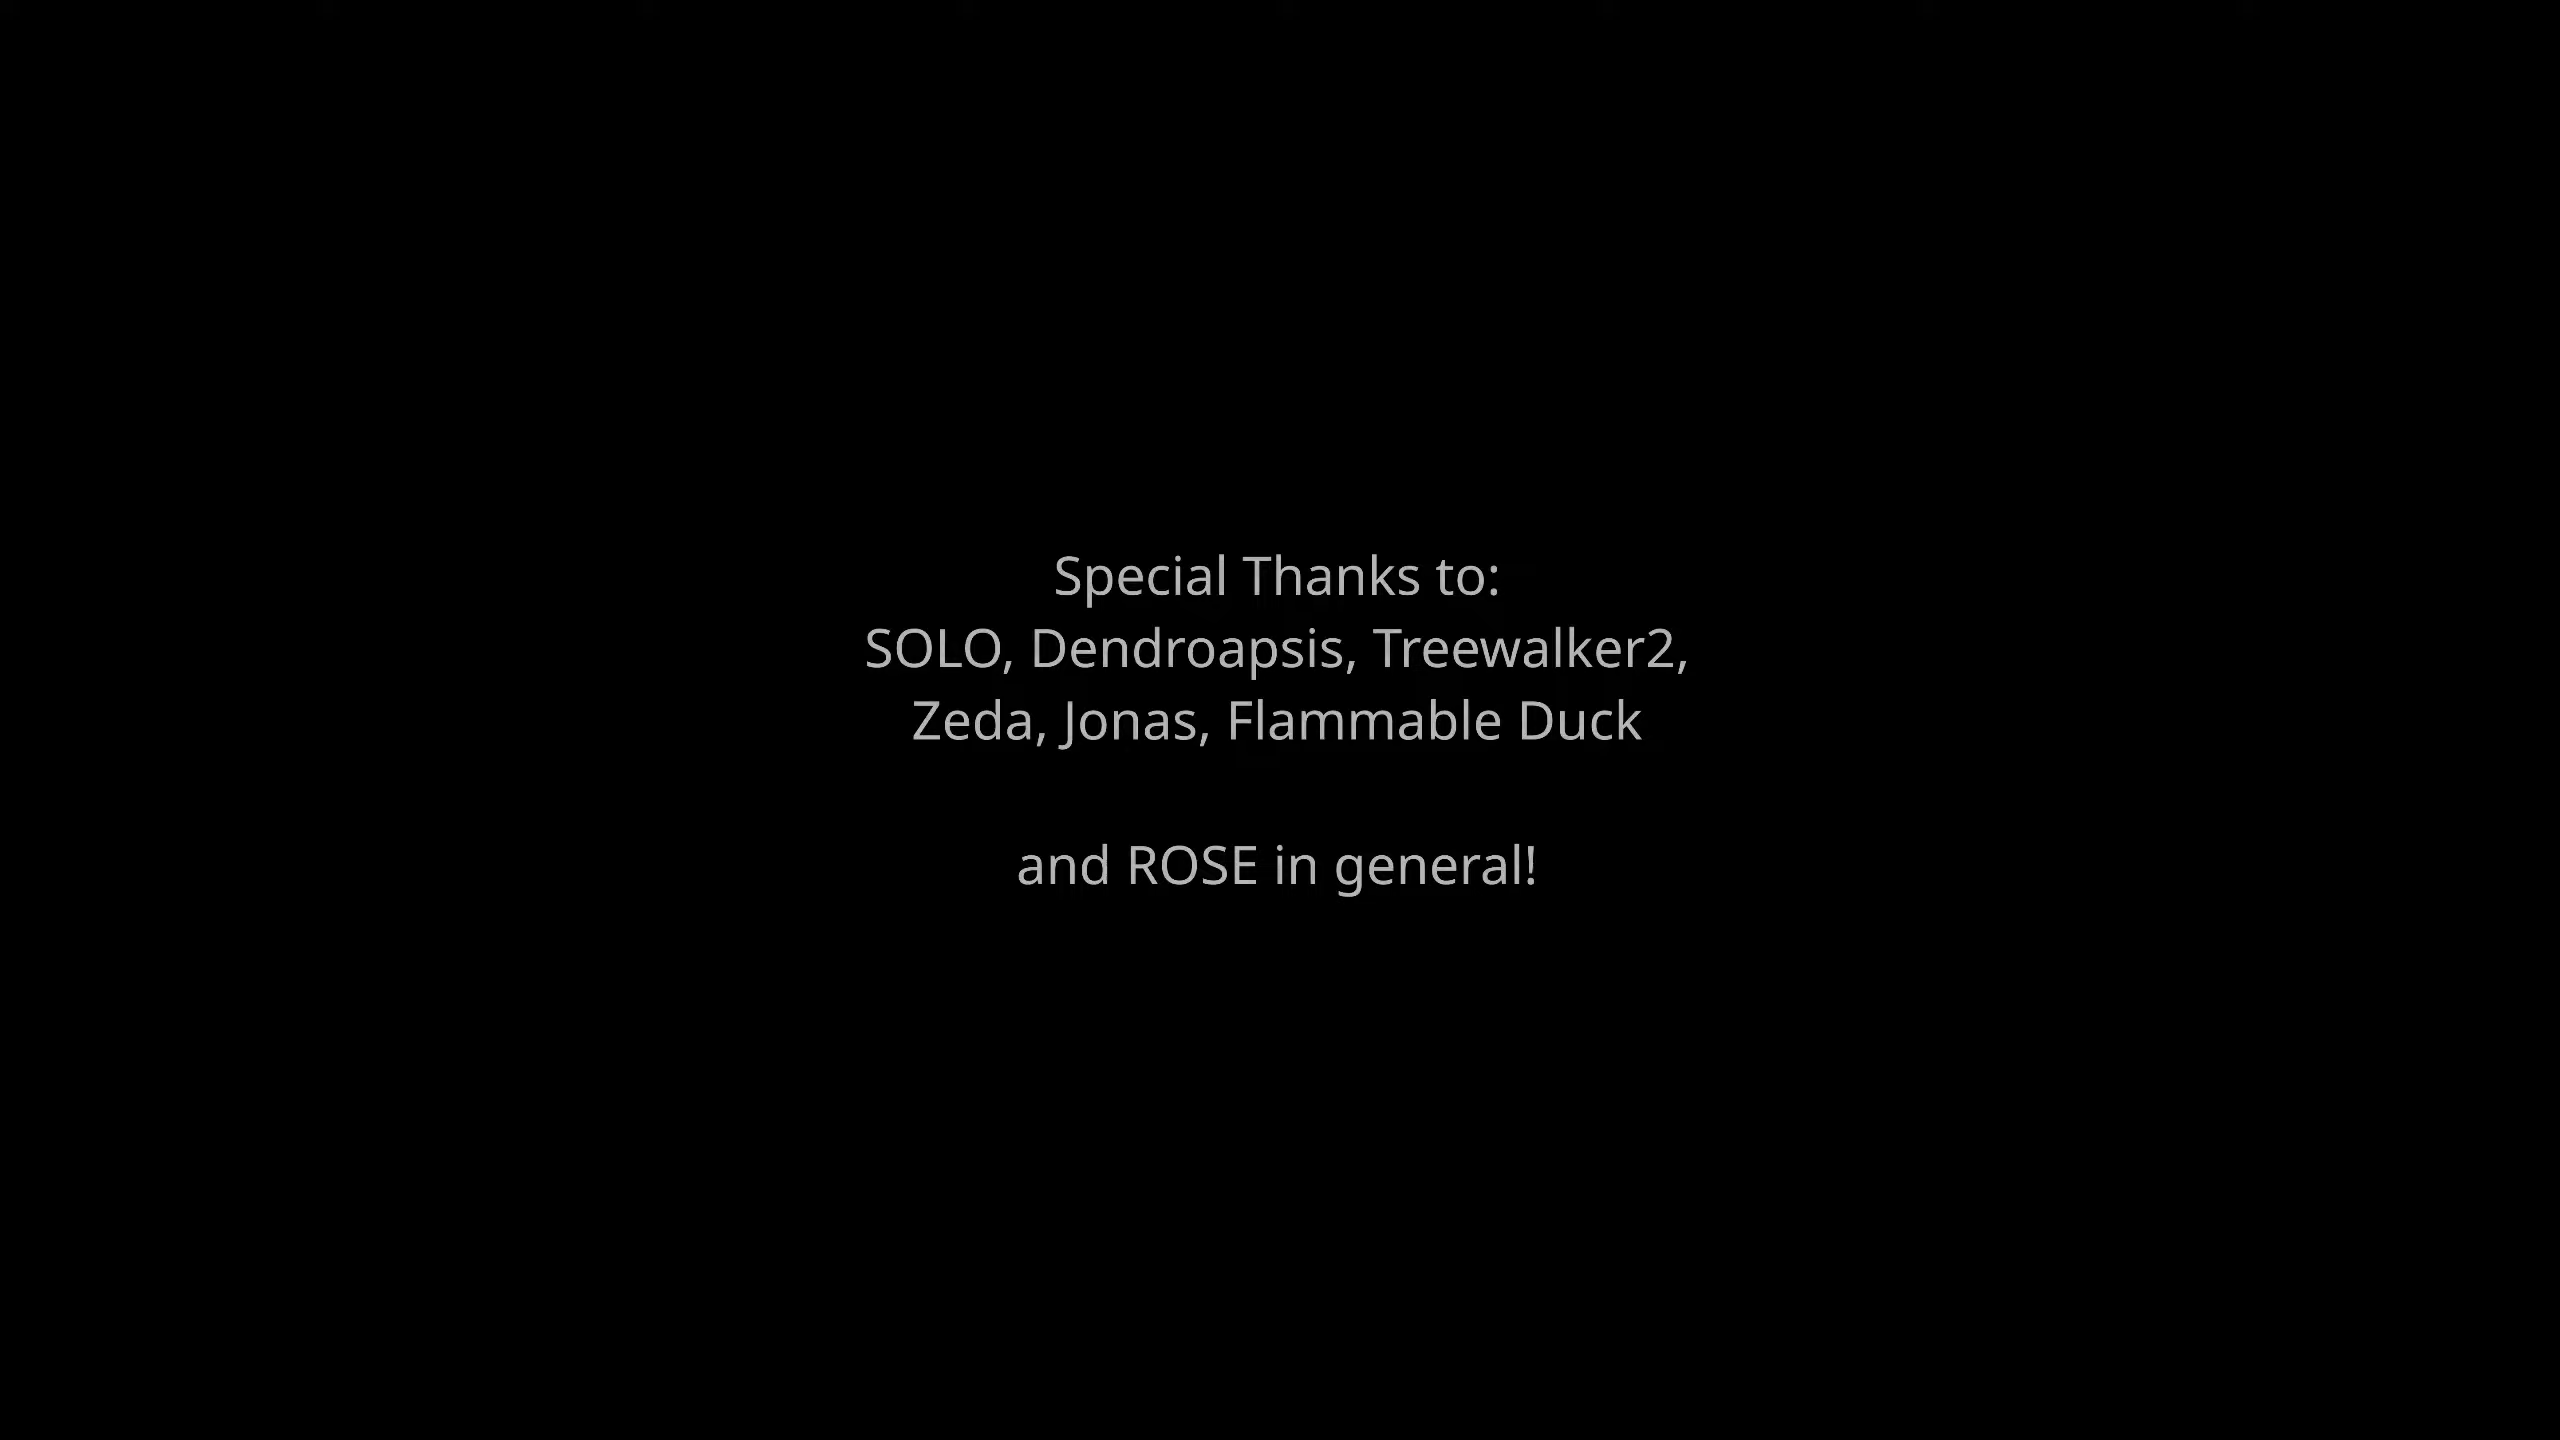 Special Thanks to:
SOLO, Dendroapsis, Treewalker2,
Zeda, Jonas, Flammable Duck
and ROSE in general!